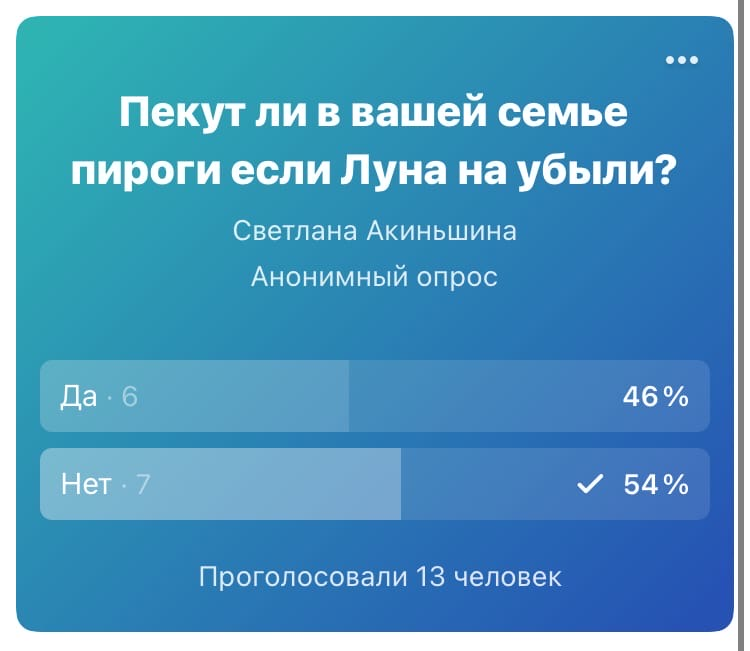 Пекут ли в вашей семье
пироги если Луна на убыли?
Светлана Акиньшина
Анонимный опрос
Да · 6 46%
Нет · 7 54%
Проголосовали 13 человек